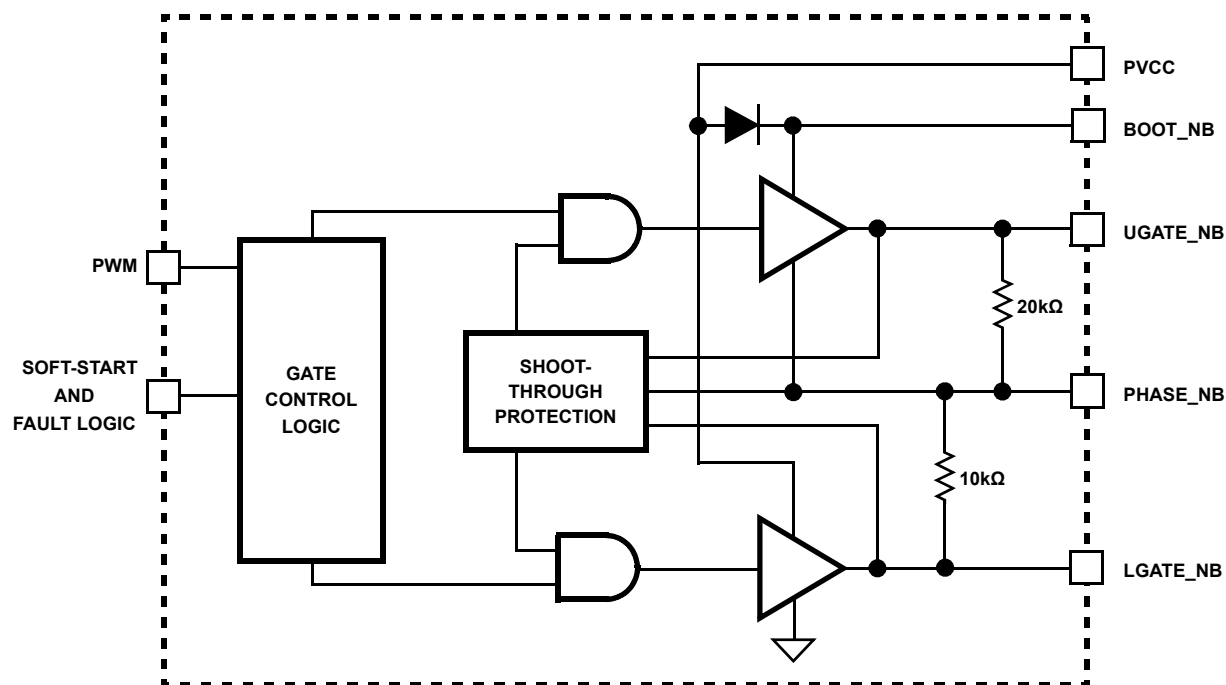 PVCC
BOOT_NB
UGATE_NB
PWM
20kΩ
SOFT-START
AND
FAULT LOGIC
GATE
CONTROL
LOGIC
SHOOT-
THROUGH
PROTECTION
PHASE_NB
10kΩ
LGATE_NB